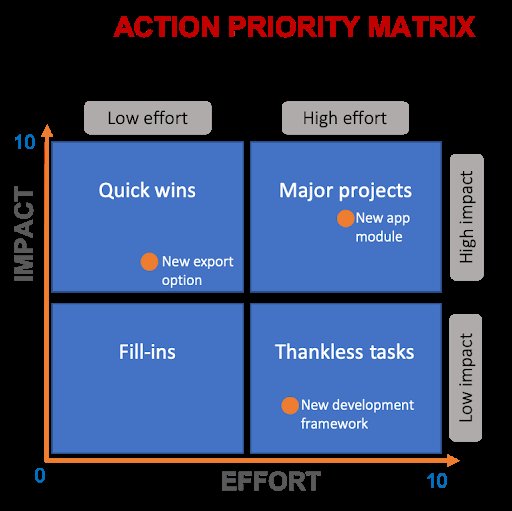 ACTION PRIORITY MATRIX
Low effort
High effort
10
IMPACT
Quick wins
New export
option
Major projects
New app
module
High impact
Fill-ins
Thankless tasks
New development
framework
Low impact
0
EFFORT
10